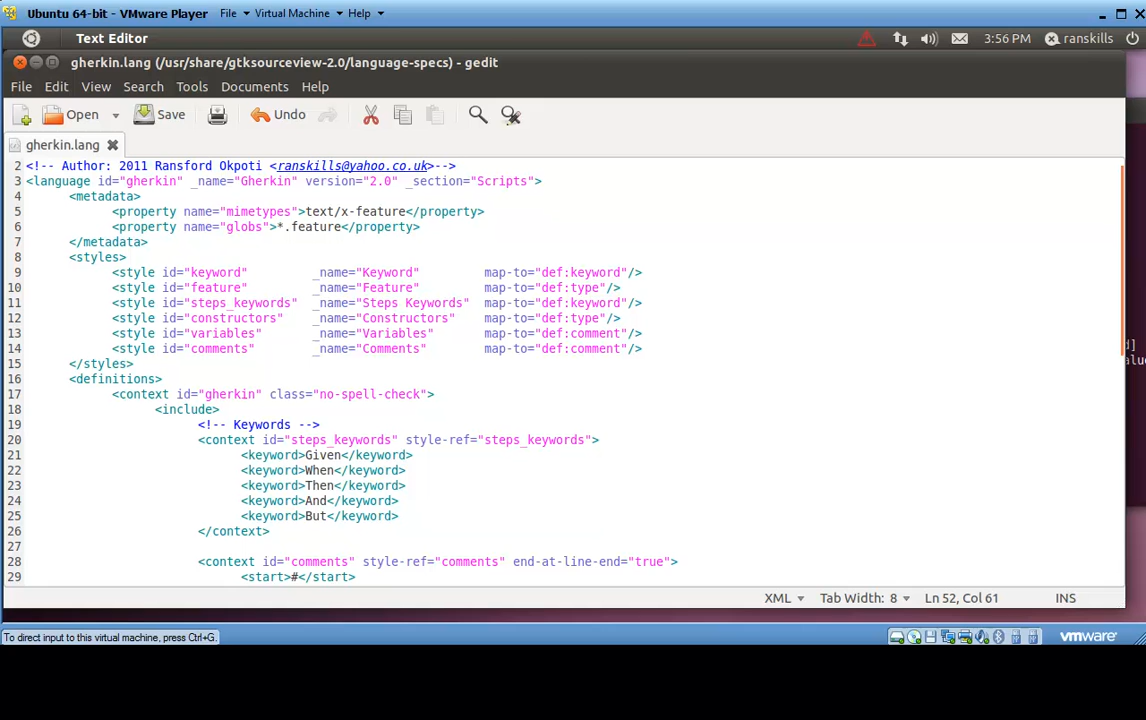 Ubuntu 64-bit - VMware Player File Virtual Machine Help
Text Editor 3:56 PM ranskills
gherkin.lang (/usr/share/gtksourceview-2.0/language-specs) - gedit
File Edit View Search Tools Documents Help
Open Save Undo
gherkin.lang
2 <!-- Author: 2011 Ransford Okpoti <ranskills@yahoo.co.uk>-->
3 <language id="gherkin" _name="Gherkin" version="2.0" _section="Scripts">
4 <metadata>
5 <property name="mimetypes">text/x-feature</property>
6 <property name="globs">*.feature</property>
7 </metadata>
8 <styles>
9 <style id="keyword" _name="Keyword" map-to="def:keyword"/>
10 <style id="feature" _name="Feature" map-to="def:type"/>
11 <style id="steps_keywords" _name="Steps Keywords" map-to="def:keyword"/>
12 <style id="constructors" _name="Constructors" map-to="def:type"/>
13 <style id="variables" _name="Variables" map-to="def:comment"/>
14 <style id="comments" _name="Comments" map-to="def:comment"/>
15 </styles>
16 <definitions>
17 <context id="gherkin" class="no-spell-check">
18 <include>
19 <!-- Keywords -->
20 <context id="steps_keywords" style-ref="steps_keywords">
21 <keyword>Given</keyword>
22 <keyword>When</keyword>
23 <keyword>Then</keyword>
24 <keyword>And</keyword>
25 <keyword>But</keyword>
26 </context>
27
28 <context id="comments" style-ref="comments" end-at-line-end="true">
29 <start>#</start>
XML Tab Width: 8 Ln 52, Col 61 INS
To direct input to this virtual machine, press Ctrl+G. vmware